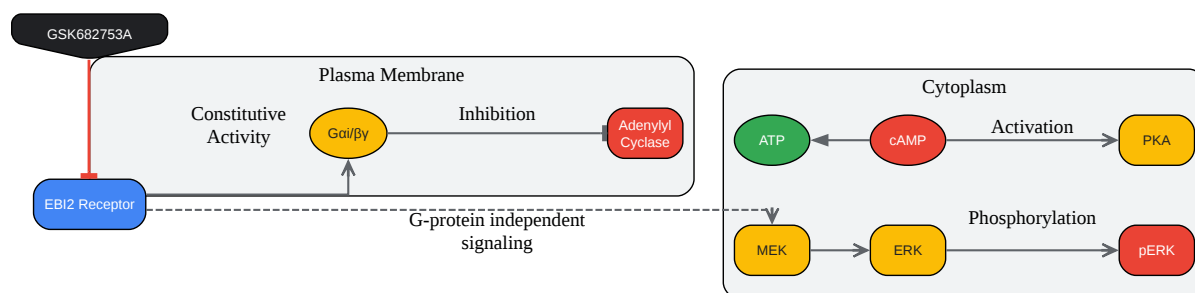 GSK682753A
Plasma Membrane
Cytoplasm
Constitutive
Activity
Gαi/βγ
Inhibition
Adenylyl
Cyclase
ATP
cAMP
Activation
PKA
EBI2 Receptor
G-protein independent
signaling
MEK
ERK
Phosphorylation
pERK